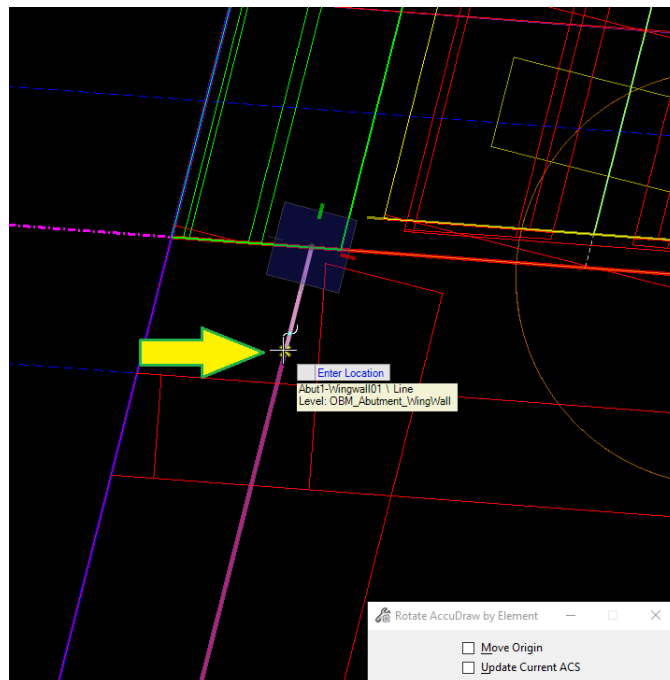 Enter Location
Abut1-Wingwall01 \ Line
Level: OBM_Abutment_WingWall
Rotate AccuDraw by Element
Move Origin
Update Current ACS